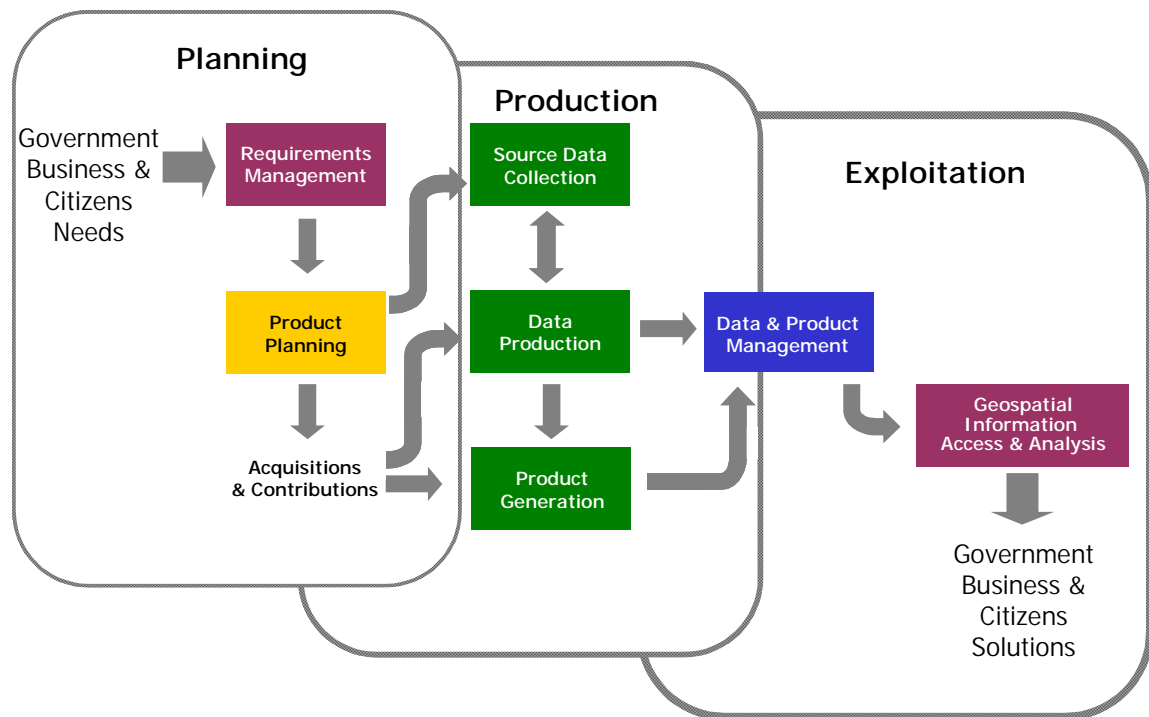 Planning
Government
Business &
Citizens
Needs
Requirements
Management
Product
Planning
Acquisitions
& Contributions
Production
Source Data
Collection
Data
Production
Product
Generation
Data & Product
Management
Exploitation
Geospatial
Information
Access & Analysis
Government
Business &
Citizens
Solutions